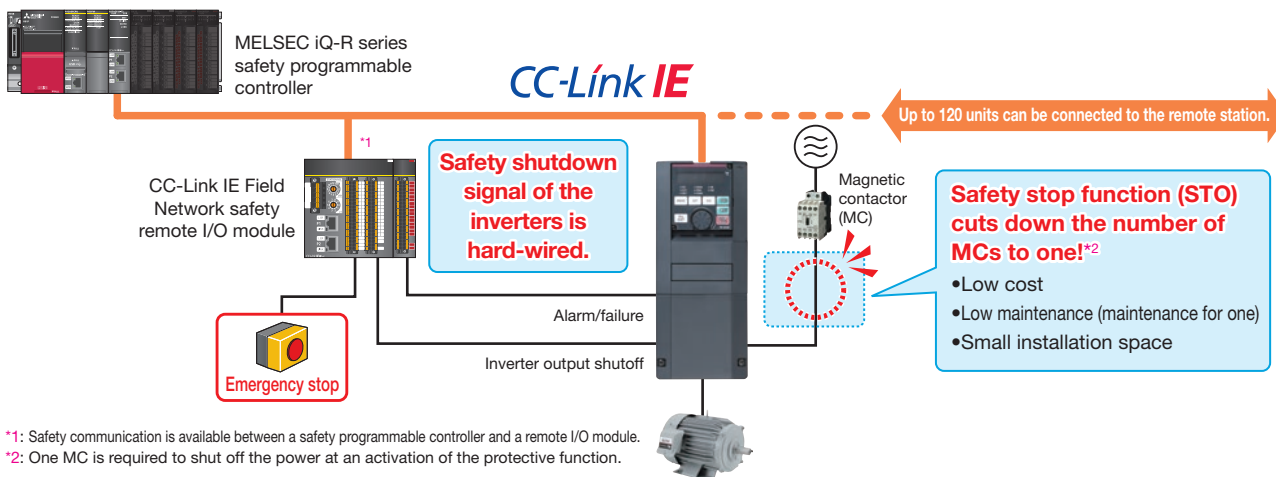 MELSEC iQ-R series
safety programmable
controller
CC-Link IE
Up to 120 units can be connected to the remote station.
*1
CC-Link IE Field
Network safety
remote I/O module
Safety shutdown
signal of the
inverters is
hard-wired.
Magnetic
contactor
(MC)
Safety stop function (STO)
cuts down the number of
MCs to one!*2
•Low cost
•Low maintenance (maintenance for one)
•Small installation space
Alarm/failure
Inverter output shutoff
Emergency stop
*1: Safety communication is available between a safety programmable controller and a remote I/O module.
*2: One MC is required to shut off the power at an activation of the protective function.